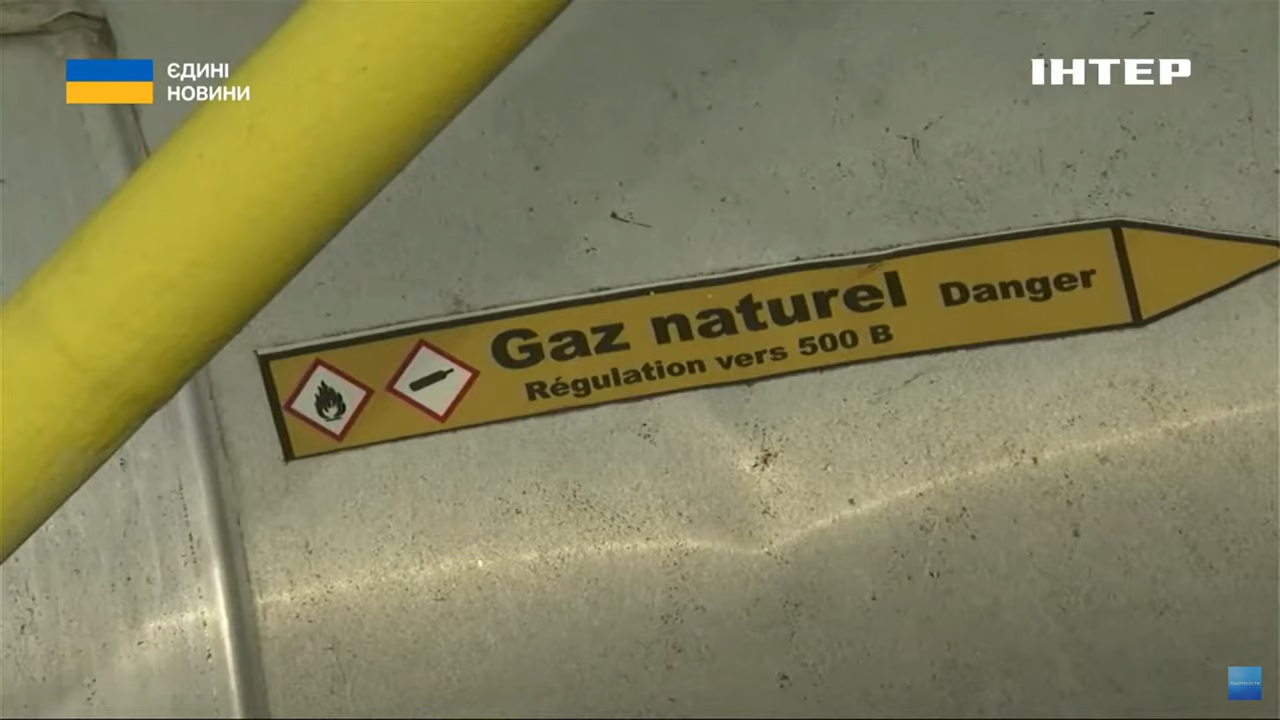 ЄДИНІ
НОВИНИ
ІНТЕР
Gaz naturel Danger
Régulation vers 500 B